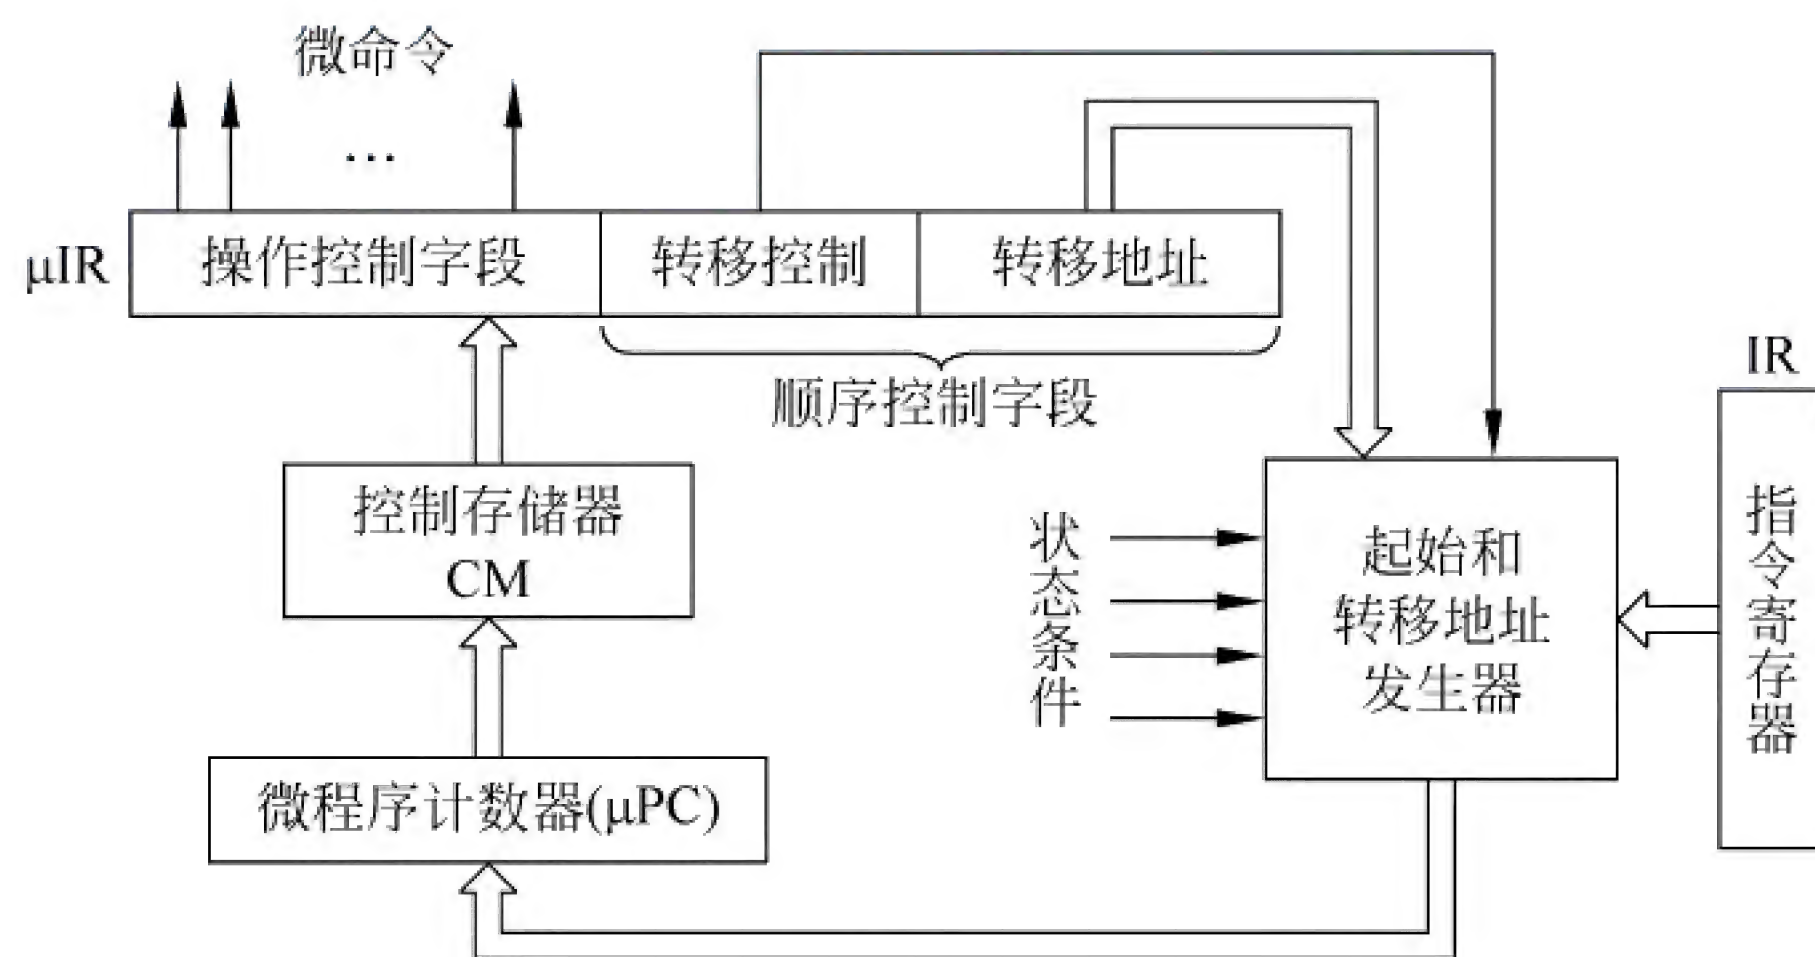 微命令
…
μIR
操作控制字段
转移控制
转移地址
顺序控制字段
IR
控制存储器
CM
状态条件
起始和
转移地址
发生器
指令寄存器
微程序计数器(μPC)